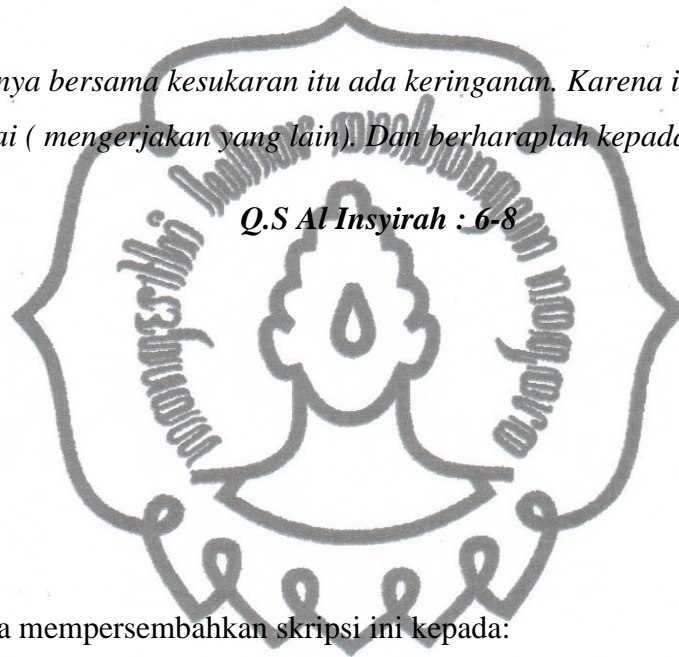 nya bersama kesukaran itu ada keringanan. Karena i
ai ( mengerjakan yang lain). Dan berharaplah kepada
Q.S Al Insyirah : 6-8
a mempersembahkan skripsi ini kepada: